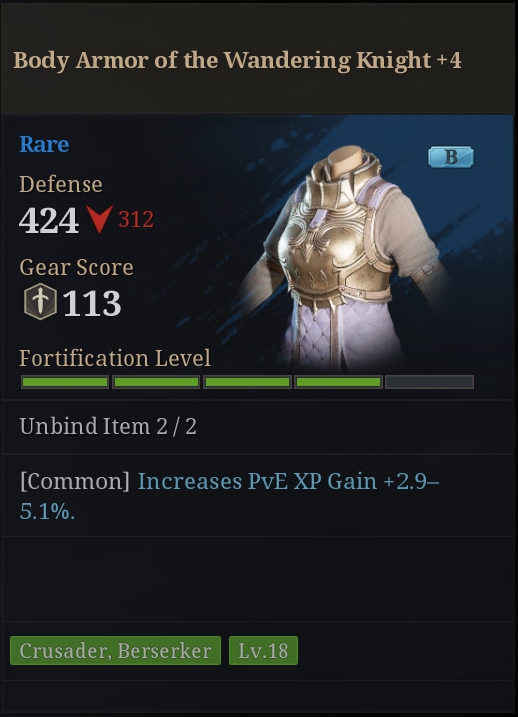 Body Armor of the Wandering Knight +4
Rare
B
Defense
424 312
Gear Score
113
Fortification Level
Unbind Item 2 / 2
[Common] Increases PvE XP Gain +2.9–
5.1%.
Crusader, Berserker Lv.18